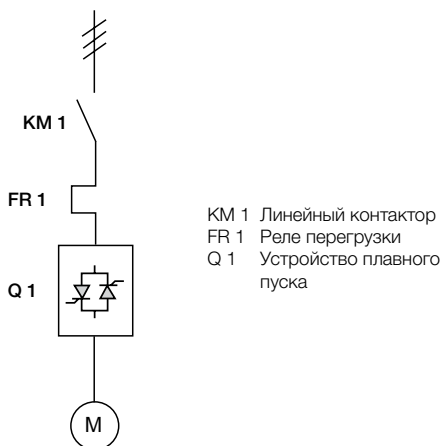 KM 1
FR 1
Q 1
M
KM 1 Линейный контактор
FR 1 Реле перегрузки
Q 1 Устройство плавного
пуска